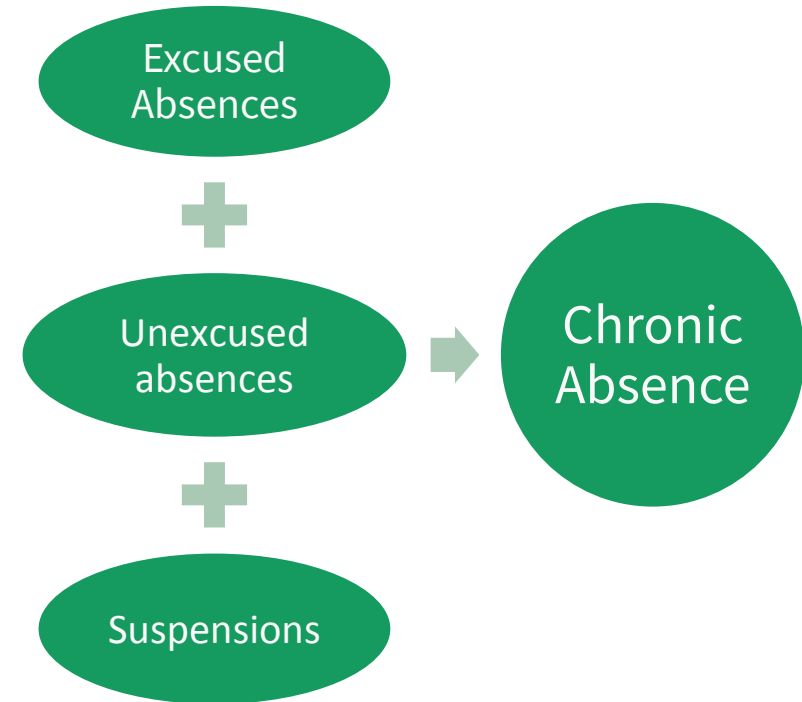 Excused
Absences
Unexcused
absences
Suspensions
Chronic
Absence